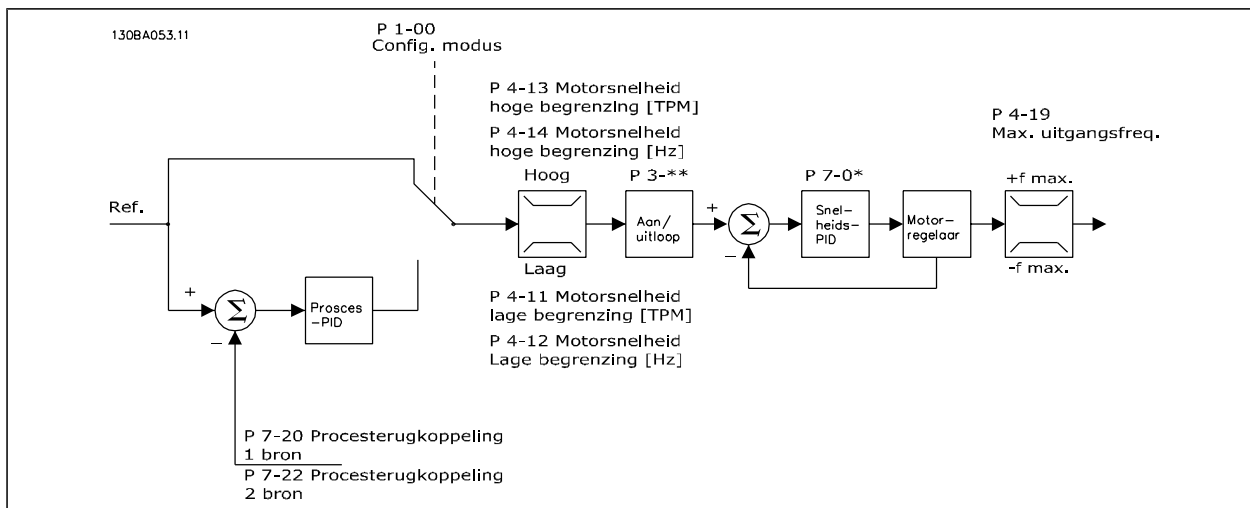 130BA053.11
P 1-00
Config. modus
P 4-13 Motorsnelheid
hoge begrenzing [TPM]
P 4-14 Motorsnelheid
hoge begrenzing [Hz]
P 4-19
Max. uitgangsfreq.
Hoog
P 3-**
P 7-0*
+f max.
Ref.
Aan/
uitloop
+
Σ
−
Snel-
heids-
PID
Motor-
regelaar
Laag
-f max.
+
Σ
−
Prosces
-PID
P 4-11 Motorsnelheid
lage begrenzing [TPM]
P 4-12 Motorsnelheid
Lage begrenzing [Hz]
P 7-20 Procesterugkoppeling
1 bron
P 7-22 Procesterugkoppeling
2 bron